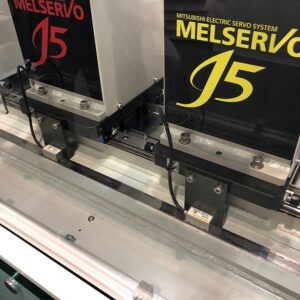 MELSERVO
J5
MITSUBISHI ELECTRIC SERVO SYSTEM
MELSERVO
J5